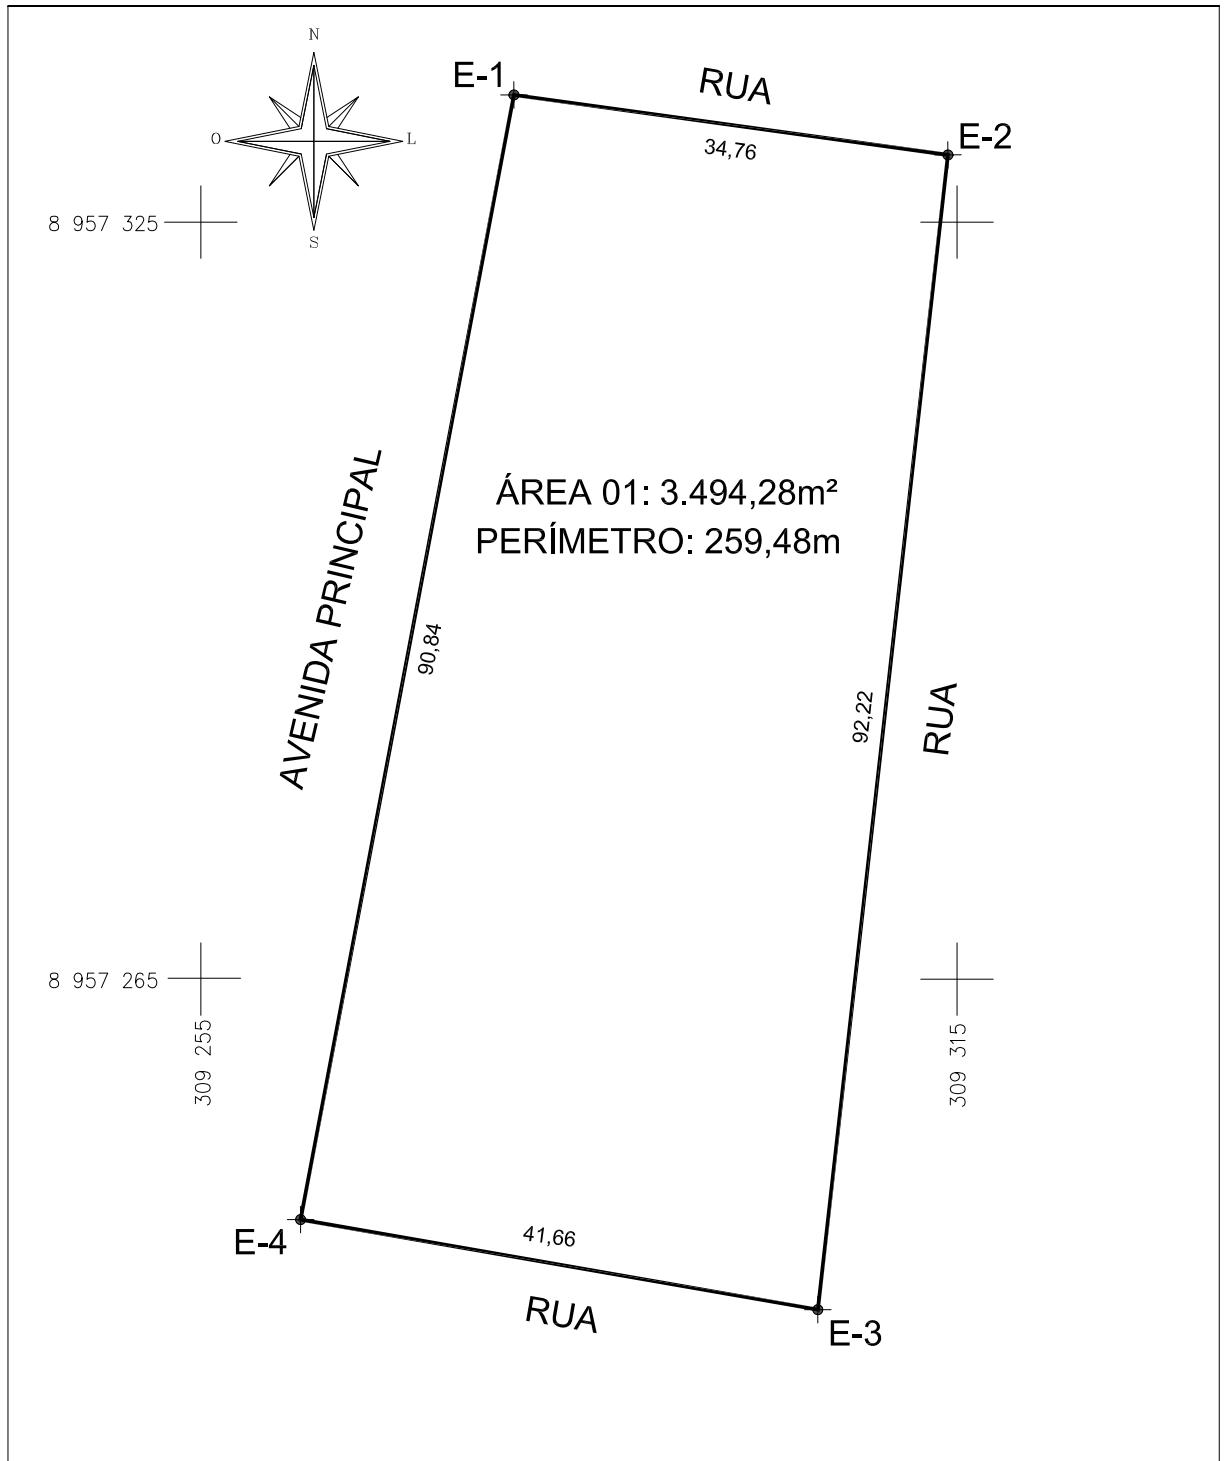 N
E-1
RUA
E-2
O
L
34,76
8 957 325
S
ÁREA 01: 3.494,28m²
PERÍMETRO: 259,48m
AVENIDA PRINCIPAL
90,84
92,22
RUA
8 957 265
309 255
309 315
E-4
41,66
RUA
E-3